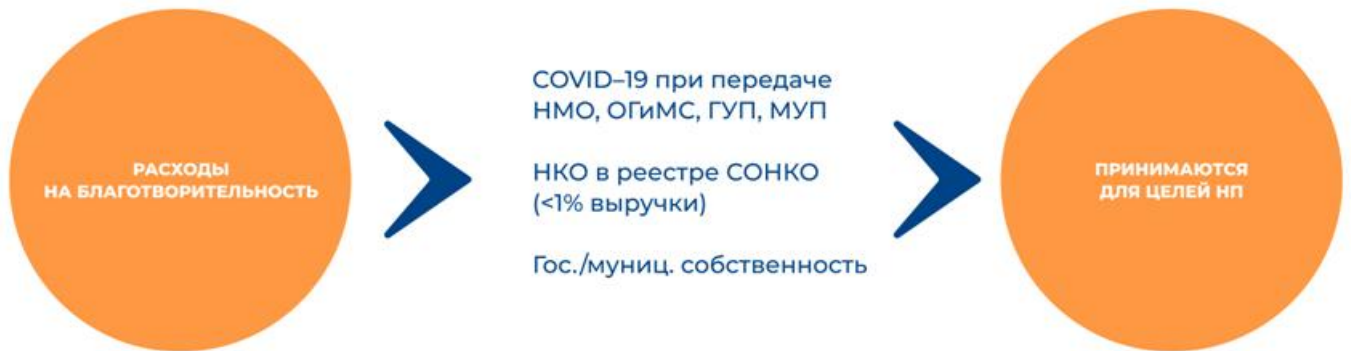 РАСХОДЫ
НА БЛАГОТВОРИТЕЛЬНОСТЬ
COVID–19 при передаче
НМО, ОГиМС, ГУП, МУП
НКО в реестре СОНКО
(<1% выручки)
Гос./муниц. собственность
ПРИНИМАЮТСЯ
ДЛЯ ЦЕЛЕЙ НП